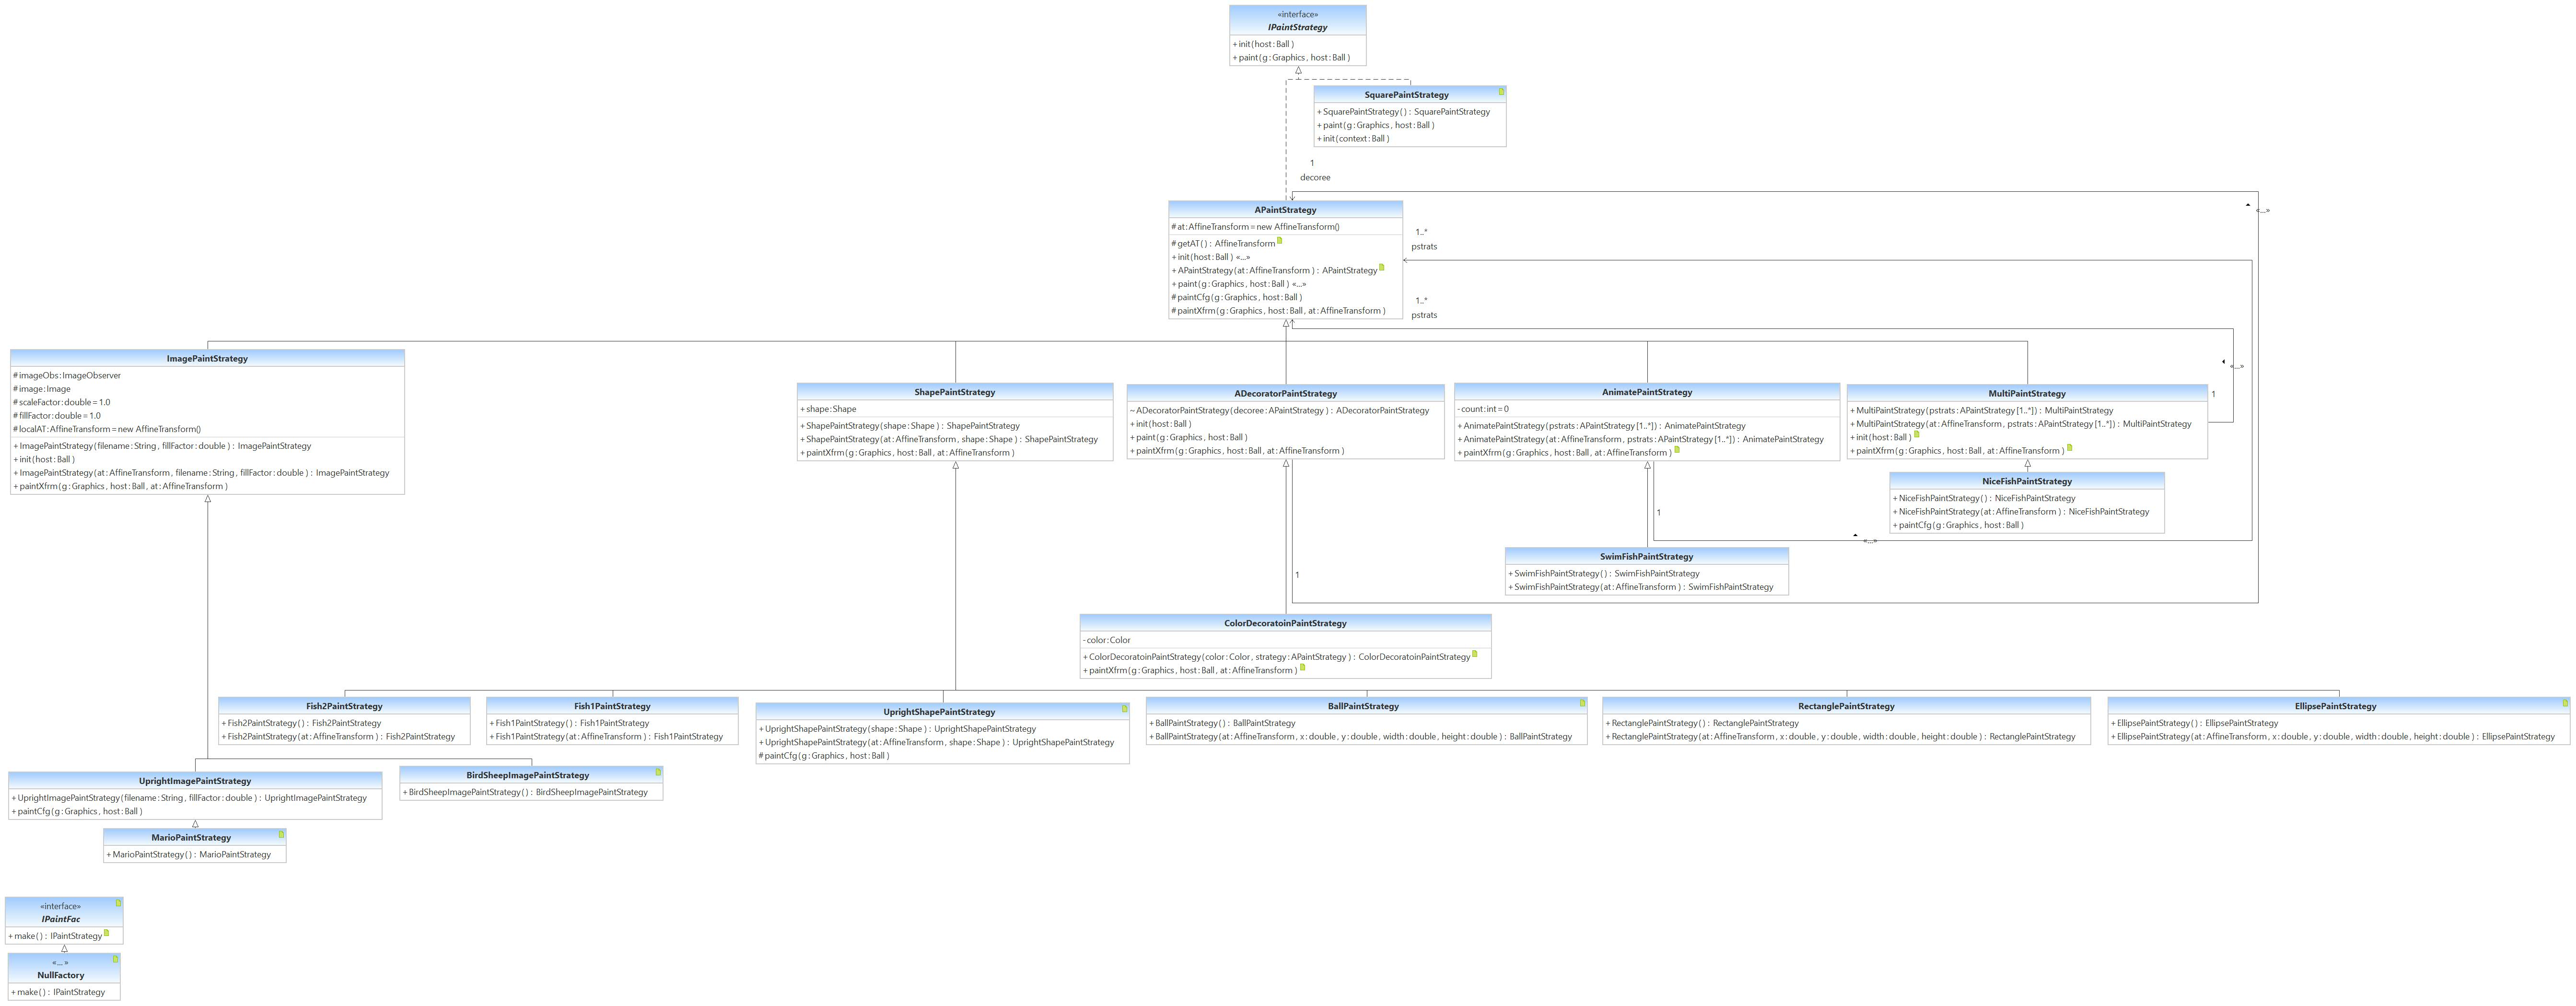 «interface»
IPaintStrategy
+ init(host:Ball )
+ paint(g:Graphics, host:Ball )
SquarePaintStrategy
+ SquarePaintStrategy( ) : SquarePaintStrategy
+ paint(g:Graphics, host:Ball )
+ init(context:Ball )
1
decoree
APaintStrategy
# at:AffineTransform = new AffineTransform()
# getAT( ) : AffineTransform
+ init(host:Ball ) «...»
+ APaintStrategy(at:AffineTransform ) : APaintStrategy
+ paint(g:Graphics, host:Ball ) «...»
# paintCfg(g:Graphics, host:Ball )
# paintXfrm(g:Graphics, host:Ball, at:AffineTransform )
«...»
1..*
pstrats
1..*
pstrats
«...»
ImagePaintStrategy
# imageObs:ImageObserver
# image:Image
# scaleFactor:double = 1.0
# fillFactor:double = 1.0
# localAT:AffineTransform = new AffineTransform()
+ ImagePaintStrategy(filename:String, fillFactor:double ) : ImagePaintStrategy
+ init(host:Ball )
+ ImagePaintStrategy(at:AffineTransform, filename:String, fillFactor:double ) : ImagePaintStrategy
+ paintXfrm(g:Graphics, host:Ball, at:AffineTransform )
ShapePaintStrategy
+ shape:Shape
+ ShapePaintStrategy(shape:Shape ) : ShapePaintStrategy
+ ShapePaintStrategy(at:AffineTransform, shape:Shape ) : ShapePaintStrategy
+ paintXfrm(g:Graphics, host:Ball, at:AffineTransform )
ADecoratorPaintStrategy
~ ADecoratorPaintStrategy(decoree:APaintStrategy ) : ADecoratorPaintStrategy
+ init(host:Ball )
+ paint(g:Graphics, host:Ball )
+ paintXfrm(g:Graphics, host:Ball, at:AffineTransform )
AnimatePaintStrategy
- count:int = 0
+ AnimatePaintStrategy(pstrats:APaintStrategy [1..*]) : AnimatePaintStrategy
+ AnimatePaintStrategy(at:AffineTransform, pstrats:APaintStrategy [1..*]) : AnimatePaintStrategy
+ paintXfrm(g:Graphics, host:Ball, at:AffineTransform )
MultiPaintStrategy
+ MultiPaintStrategy(pstrats:APaintStrategy [1..*]) : MultiPaintStrategy
+ MultiPaintStrategy(at:AffineTransform, pstrats:APaintStrategy [1..*]) : MultiPaintStrategy
+ init(host:Ball )
+ paintXfrm(g:Graphics, host:Ball, at:AffineTransform )
1
NiceFishPaintStrategy
+ NiceFishPaintStrategy( ) : NiceFishPaintStrategy
+ NiceFishPaintStrategy(at:AffineTransform ) : NiceFishPaintStrategy
+ paintCfg(g:Graphics, host:Ball )
1
«...»
SwimFishPaintStrategy
+ SwimFishPaintStrategy( ) : SwimFishPaintStrategy
+ SwimFishPaintStrategy(at:AffineTransform ) : SwimFishPaintStrategy
1
ColorDecoratoinPaintStrategy
- color:Color
+ ColorDecoratoinPaintStrategy(color:Color, strategy:APaintStrategy ) : ColorDecoratoinPaintStrategy
+ paintXfrm(g:Graphics, host:Ball, at:AffineTransform )
Fish2PaintStrategy
+ Fish2PaintStrategy( ) : Fish2PaintStrategy
+ Fish2PaintStrategy(at:AffineTransform ) : Fish2PaintStrategy
Fish1PaintStrategy
+ Fish1PaintStrategy( ) : Fish1PaintStrategy
+ Fish1PaintStrategy(at:AffineTransform ) : Fish1PaintStrategy
UprightShapePaintStrategy
+ UprightShapePaintStrategy(shape:Shape ) : UprightShapePaintStrategy
+ UprightShapePaintStrategy(at:AffineTransform, shape:Shape ) : UprightShapePaintStrategy
# paintCfg(g:Graphics, host:Ball )
BallPaintStrategy
+ BallPaintStrategy( ) : BallPaintStrategy
+ BallPaintStrategy(at:AffineTransform, x:double, y:double, width:double, height:double ) : BallPaintStrategy
RectanglePaintStrategy
+ RectanglePaintStrategy( ) : RectanglePaintStrategy
+ RectanglePaintStrategy(at:AffineTransform, x:double, y:double, width:double, height:double ) : RectanglePaintStrategy
EllipsePaintStrategy
+ EllipsePaintStrategy( ) : EllipsePaintStrategy
+ EllipsePaintStrategy(at:AffineTransform, x:double, y:double, width:double, height:double ) : EllipsePaintStrategy
UprightImagePaintStrategy
+ UprightImagePaintStrategy(filename:String, fillFactor:double ) : UprightImagePaintStrategy
+ paintCfg(g:Graphics, host:Ball )
BirdSheepImagePaintStrategy
+ BirdSheepImagePaintStrategy( ) : BirdSheepImagePaintStrategy
MarioPaintStrategy
+ MarioPaintStrategy( ) : MarioPaintStrategy
«interface»
IPaintFac
+ make( ) : IPaintStrategy
«... »
NullFactory
+ make( ) : IPaintStrategy